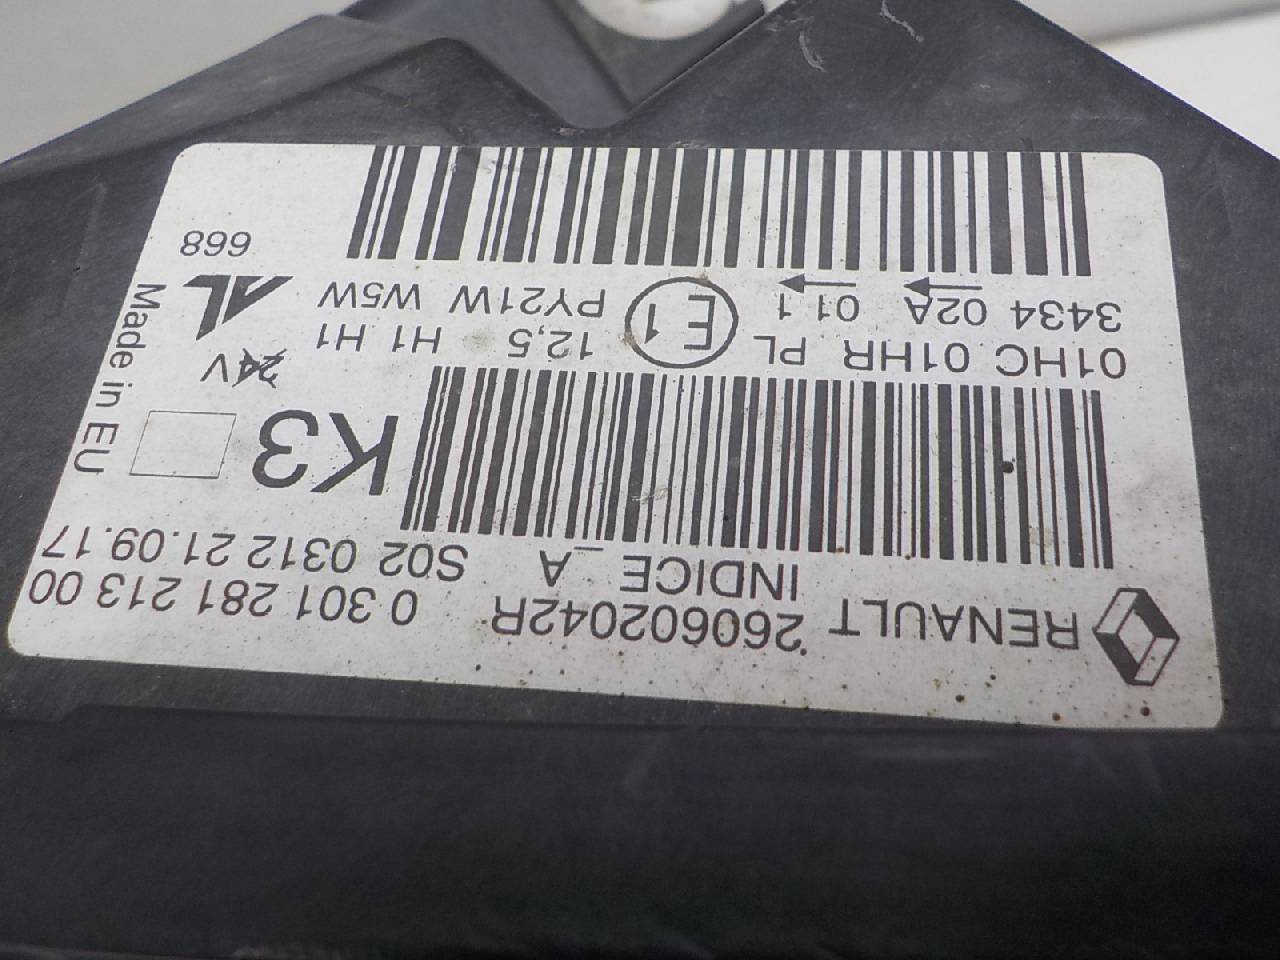 RENAULT 260602042R 0 301 281 213 00
INDICE _A S02 0312 21.09.17
K3
Made in EU
01HC 01HR PL 12,5 H1 H1 24V
3434 02A 01 1 E1 PY21W W5W AL
668